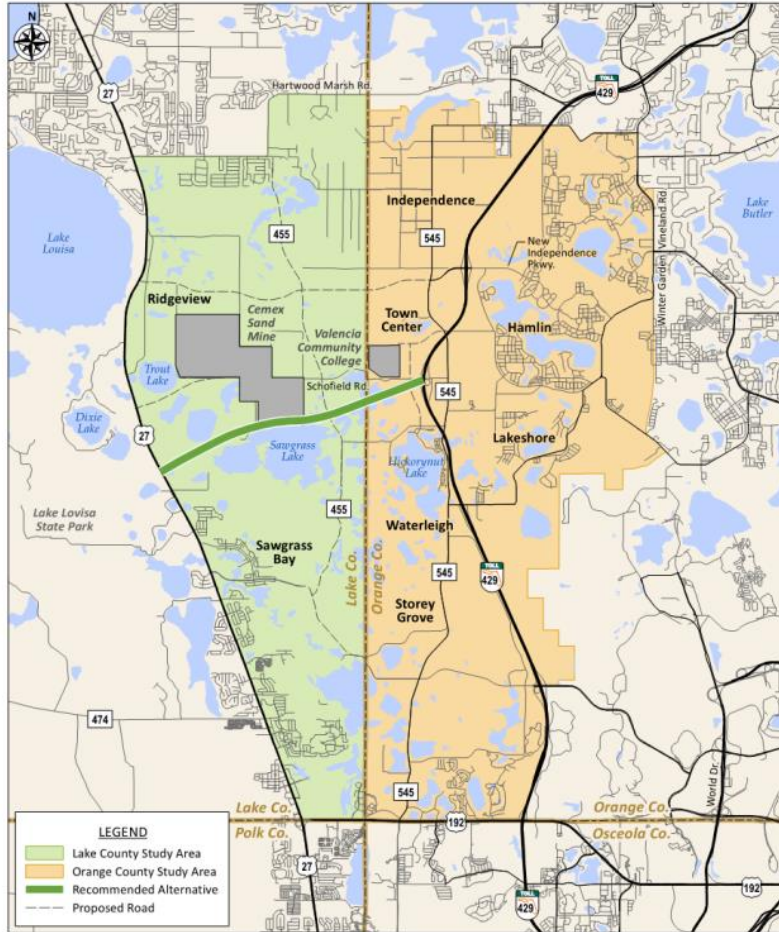 N
27
Hartwood Marsh Rd.
TOLL
429
Independence
Lake
Butler
Winter Garden Vineland Rd.
Lake
Louisa
455
545
New
Independence
Pkwy.
Ridgeview
Cemex
Sand
Mine
Valencia
Community
College
Town
Center
Hamlin
Trout
Lake
Schofield Rd.
545
Dixie
Lake
27
Sawgrass
Lake
Hickorynut
Lake
Lakeshore
Lake Lovisa
State Park
455
Waterleigh
Sawgrass
Bay
Lake Co.
Orange Co.
545
TOLL
429
Storey
Grove
474
World Dr.
545
Lake Co.
Polk Co.
192
Orange Co.
Osceola Co.
27
192
TOLL
429
LEGEND
Lake County Study Area
Orange County Study Area
Recommended Alternative
Proposed Road